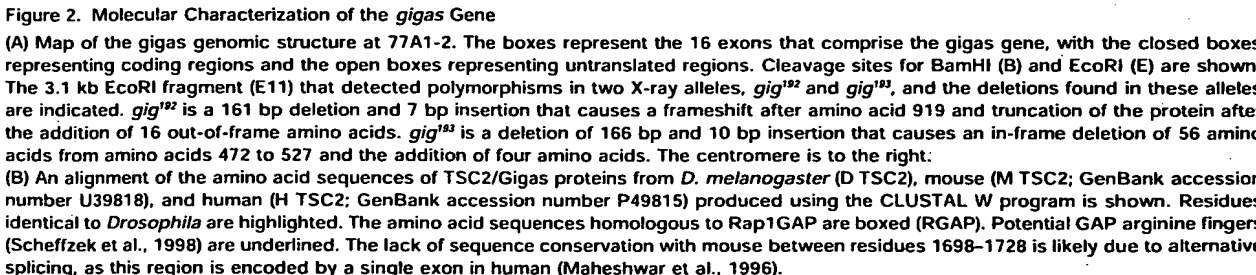 Figure 2. Molecular Characterization of the gigas Gene
(A) Map of the gigas genomic structure at 77A1-2. The boxes represent the 16 exons that comprise the gigas gene, with the closed boxes
representing coding regions and the open boxes representing untranslated regions. Cleavage sites for BamHI (B) and EcoRI (E) are shown
The 3.1 kb EcoRI fragment (E11) that detected polymorphisms in two X-ray alleles, gig¹⁹² and gig¹⁹³, and the deletions found in these alleles
are indicated. gig¹⁹² is a 161 bp deletion and 7 bp insertion that causes a frameshift after amino acid 919 and truncation of the protein afte
the addition of 16 out-of-frame amino acids. gig¹⁹³ is a deletion of 166 bp and 10 bp insertion that causes an in-frame deletion of 56 amino
acids from amino acids 472 to 527 and the addition of four amino acids. The centromere is to the right.
(B) An alignment of the amino acid sequences of TSC2/Gigas proteins from D. melanogaster (D TSC2), mouse (M TSC2; GenBank accession
number U39818), and human (H TSC2; GenBank accession number P49815) produced using the CLUSTAL W program is shown. Residues
identical to Drosophila are highlighted. The amino acid sequences homologous to Rap1GAP are boxed (RGAP). Potential GAP arginine finger
(Scheffzek et al., 1998) are underlined. The lack of sequence conservation with mouse between residues 1698–1728 is likely due to alternativ
splicing, as this region is encoded by a single exon in human (Maheshwar et al., 1996).